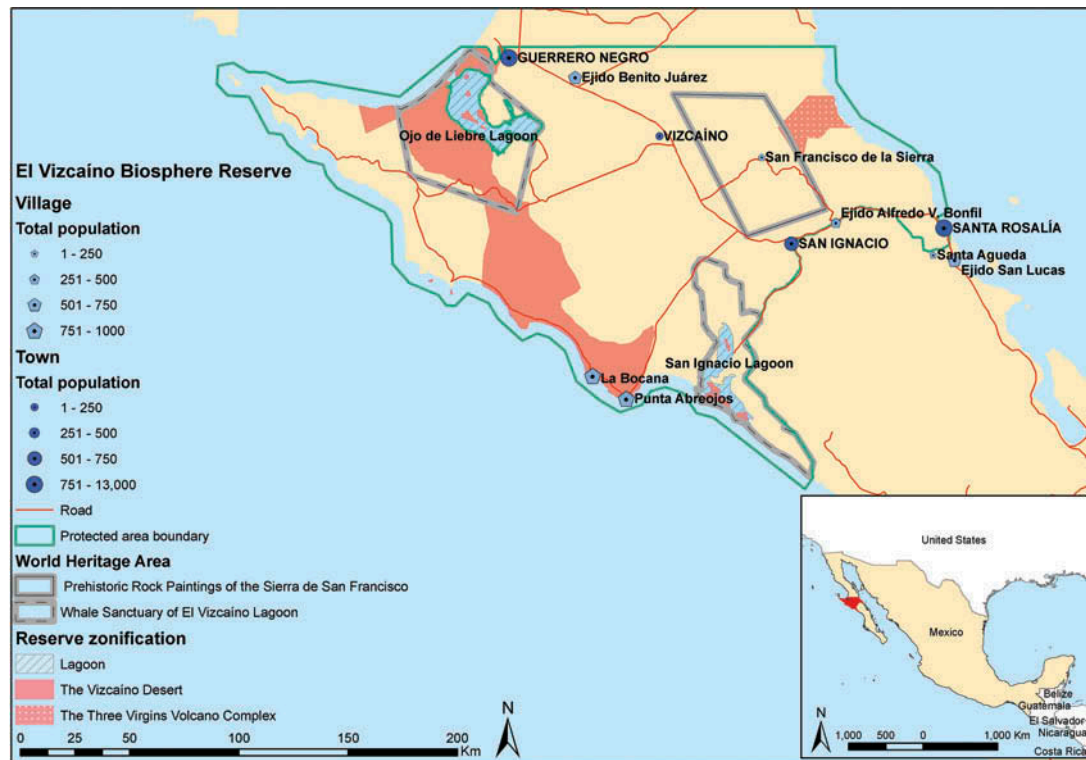 GUERRERO NEGRO
Ejido Benito Juárez
Ojo de Liebre Lagoon
VIZCAÍNO
San Francisco de la Sierra
Ejido Alfredo V. Bonfil
SANTA ROSALÍA
SAN IGNACIO
Santa Agueda
Ejido San Lucas
San Ignacio Lagoon
La Bocana
Punta Abreojos
El Vizcaíno Biosphere Reserve
Village
Total population
1 - 250
251 - 500
501 - 750
751 - 1000
Town
Total population
1 - 250
251 - 500
501 - 750
751 - 13,000
Road
Protected area boundary
World Heritage Area
Prehistoric Rock Paintings of the Sierra de San Francisco
Whale Sanctuary of El Vizcaíno Lagoon
Reserve zonification
Lagoon
The Vizcaíno Desert
The Three Virgins Volcano Complex
0 25 50 100 150 200
Km
N
United States
Mexico
Belize
Guatemala
El Salvador
Nicaragua
Costa Rica
N
1,000 500 0 1,000 Km